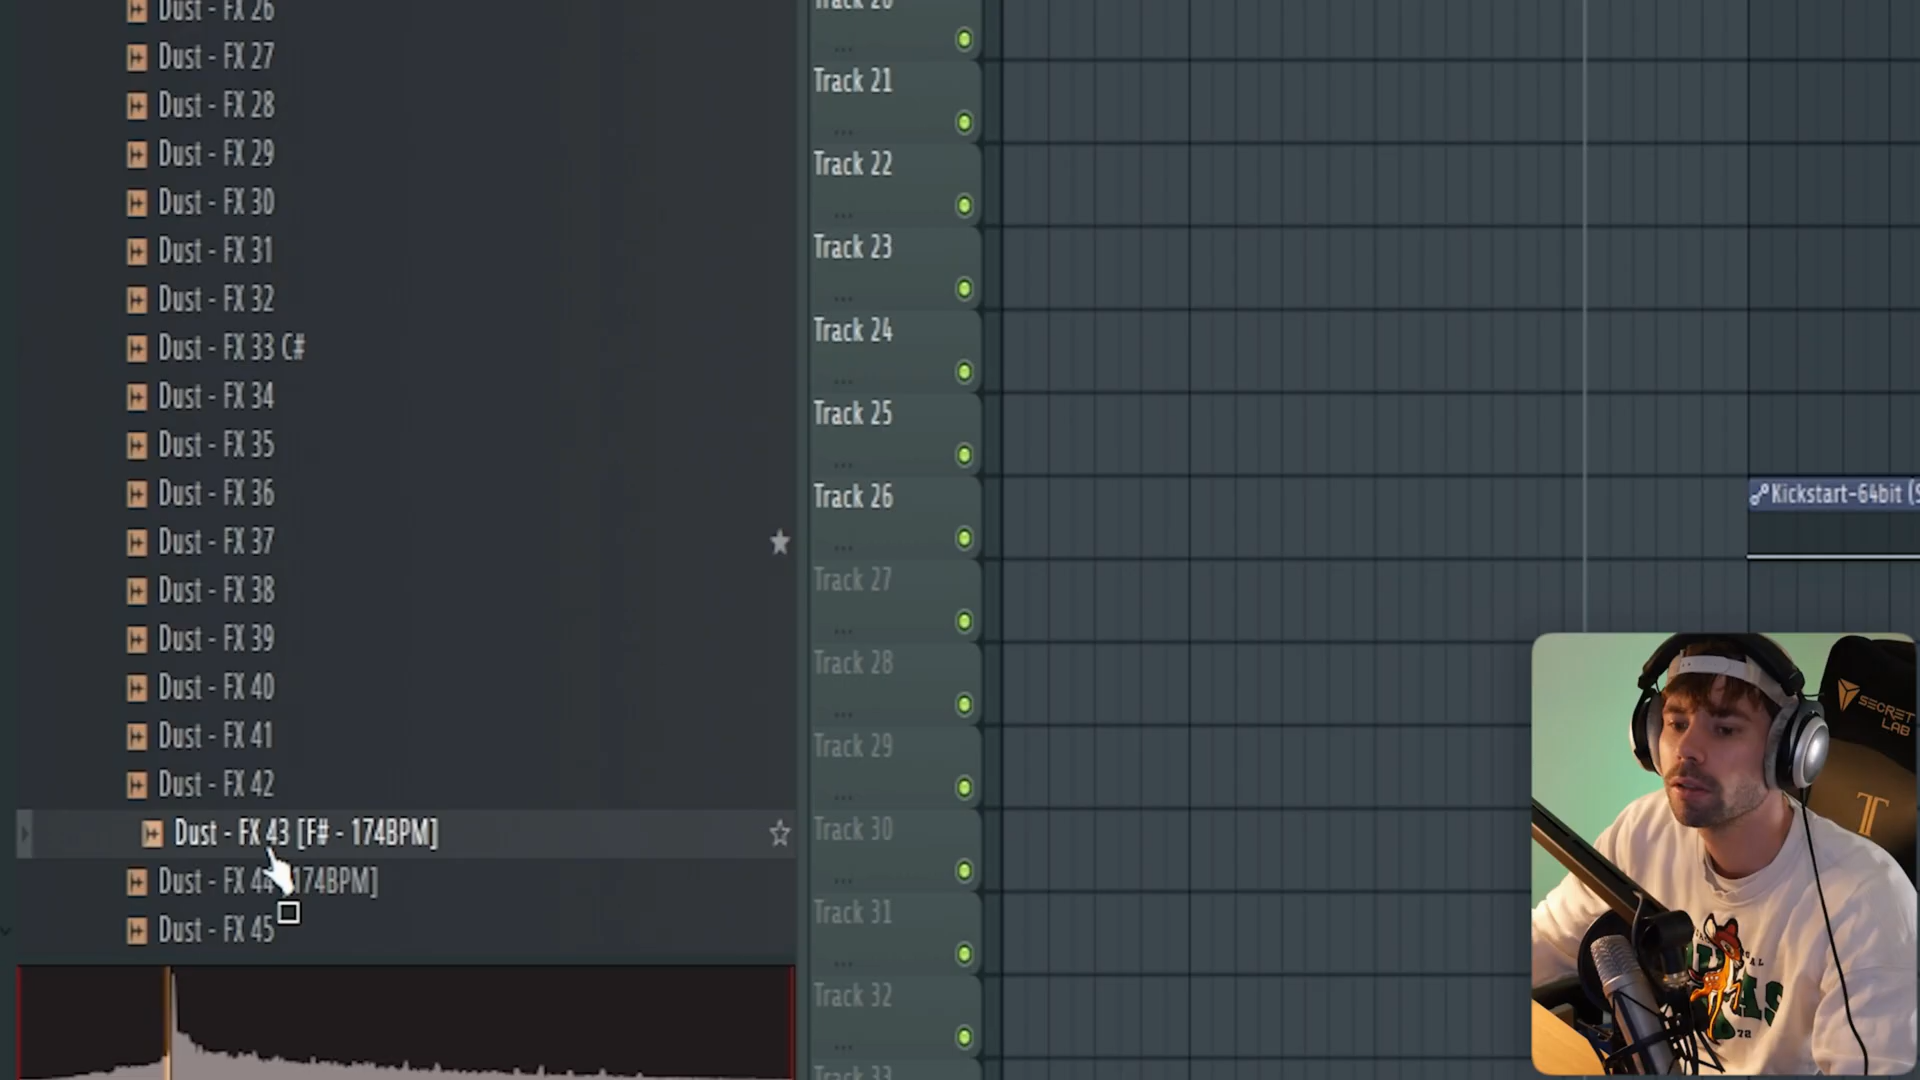 Dust - FX 26
Dust - FX 27
Dust - FX 28
Dust - FX 29
Dust - FX 30
Dust - FX 31
Dust - FX 32
Dust - FX 33 C#
Dust - FX 34
Dust - FX 35
Dust - FX 36
Dust - FX 37
Dust - FX 38
Dust - FX 39
Dust - FX 40
Dust - FX 41
Dust - FX 42
Dust - FX 43 [F# - 174BPM]
Dust - FX 44 174BPM]
Dust - FX 45
Track 20
Track 21
Track 22
Track 23
Track 24
Track 25
Track 26
Track 27
Track 28
Track 29
Track 30
Track 31
Track 32
Track 33
Kickstart-64bit (S
SECRET
LAB
72